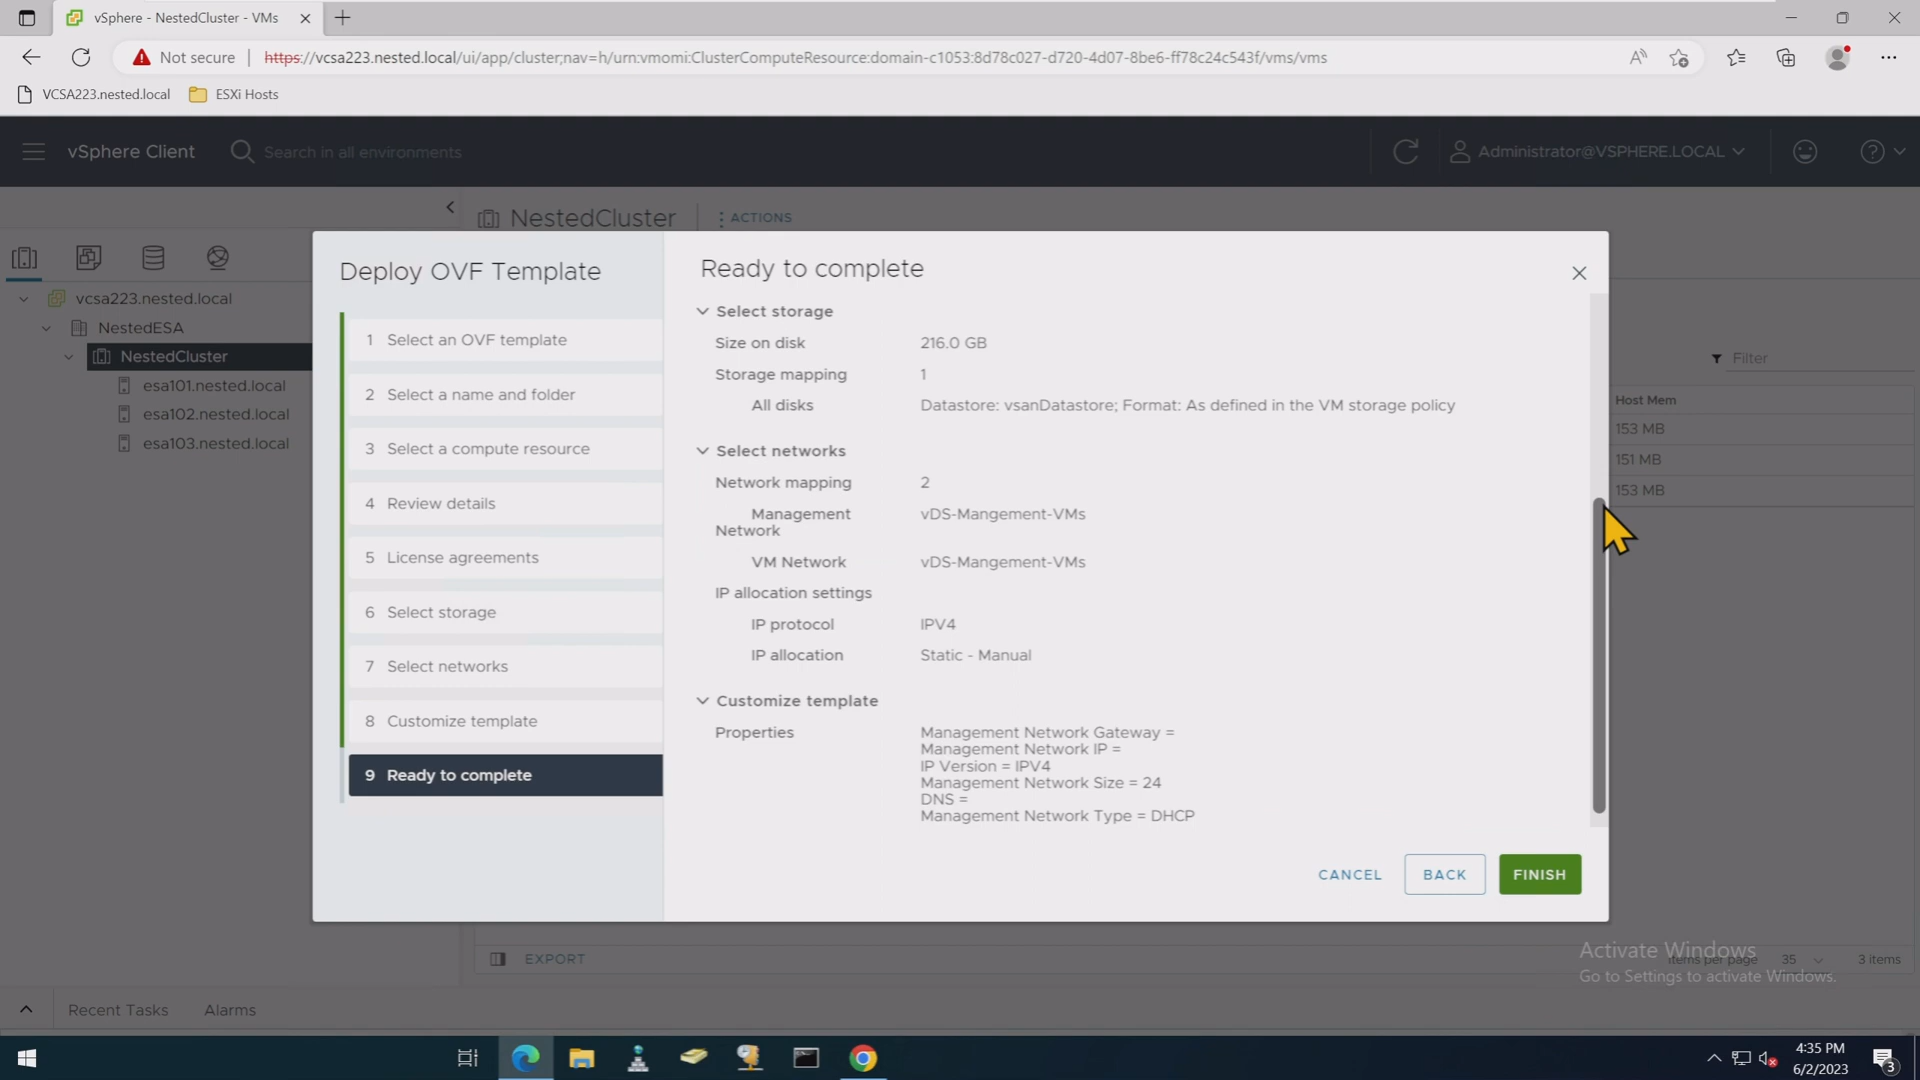 vSphere - NestedCluster - VMs
Not secure
https://vcsa223.nested.local/ui/app/cluster;nav=h/urn:vmomi:ClusterComputeResource:domain-c1053:8d78c027-d720-4d07-8be6-ff78c24c543f/vms/vms
VCSA223.nested.local
ESXi Hosts
vSphere Client
Search in all environments
Administrator@VSPHERE.LOCAL
NestedCluster
ACTIONS
vcsa223.nested.local
NestedESA
NestedCluster
esa101.nested.local
esa102.nested.local
esa103.nested.local
Deploy OVF Template
1 Select an OVF template
2 Select a name and folder
3 Select a compute resource
4 Review details
5 License agreements
6 Select storage
7 Select networks
8 Customize template
9 Ready to complete
Ready to complete
Select storage
Size on disk 216.0 GB
Storage mapping 1
All disks Datastore: vsanDatastore; Format: As defined in the VM storage policy
Select networks
Network mapping 2
Management Network vDS-Mangement-VMs
VM Network vDS-Mangement-VMs
IP allocation settings
IP protocol IPV4
IP allocation Static - Manual
Customize template
Properties Management Network Gateway =
Management Network IP =
IP Version = IPV4
Management Network Size = 24
DNS =
Management Network Type = DHCP
CANCEL
BACK
FINISH
Filter
Host Mem
153 MB
151 MB
153 MB
EXPORT
Items per page 35
3 items
Activate Windows
Go to Settings to activate Windows.
Recent Tasks
Alarms
4:35 PM
6/2/2023
3